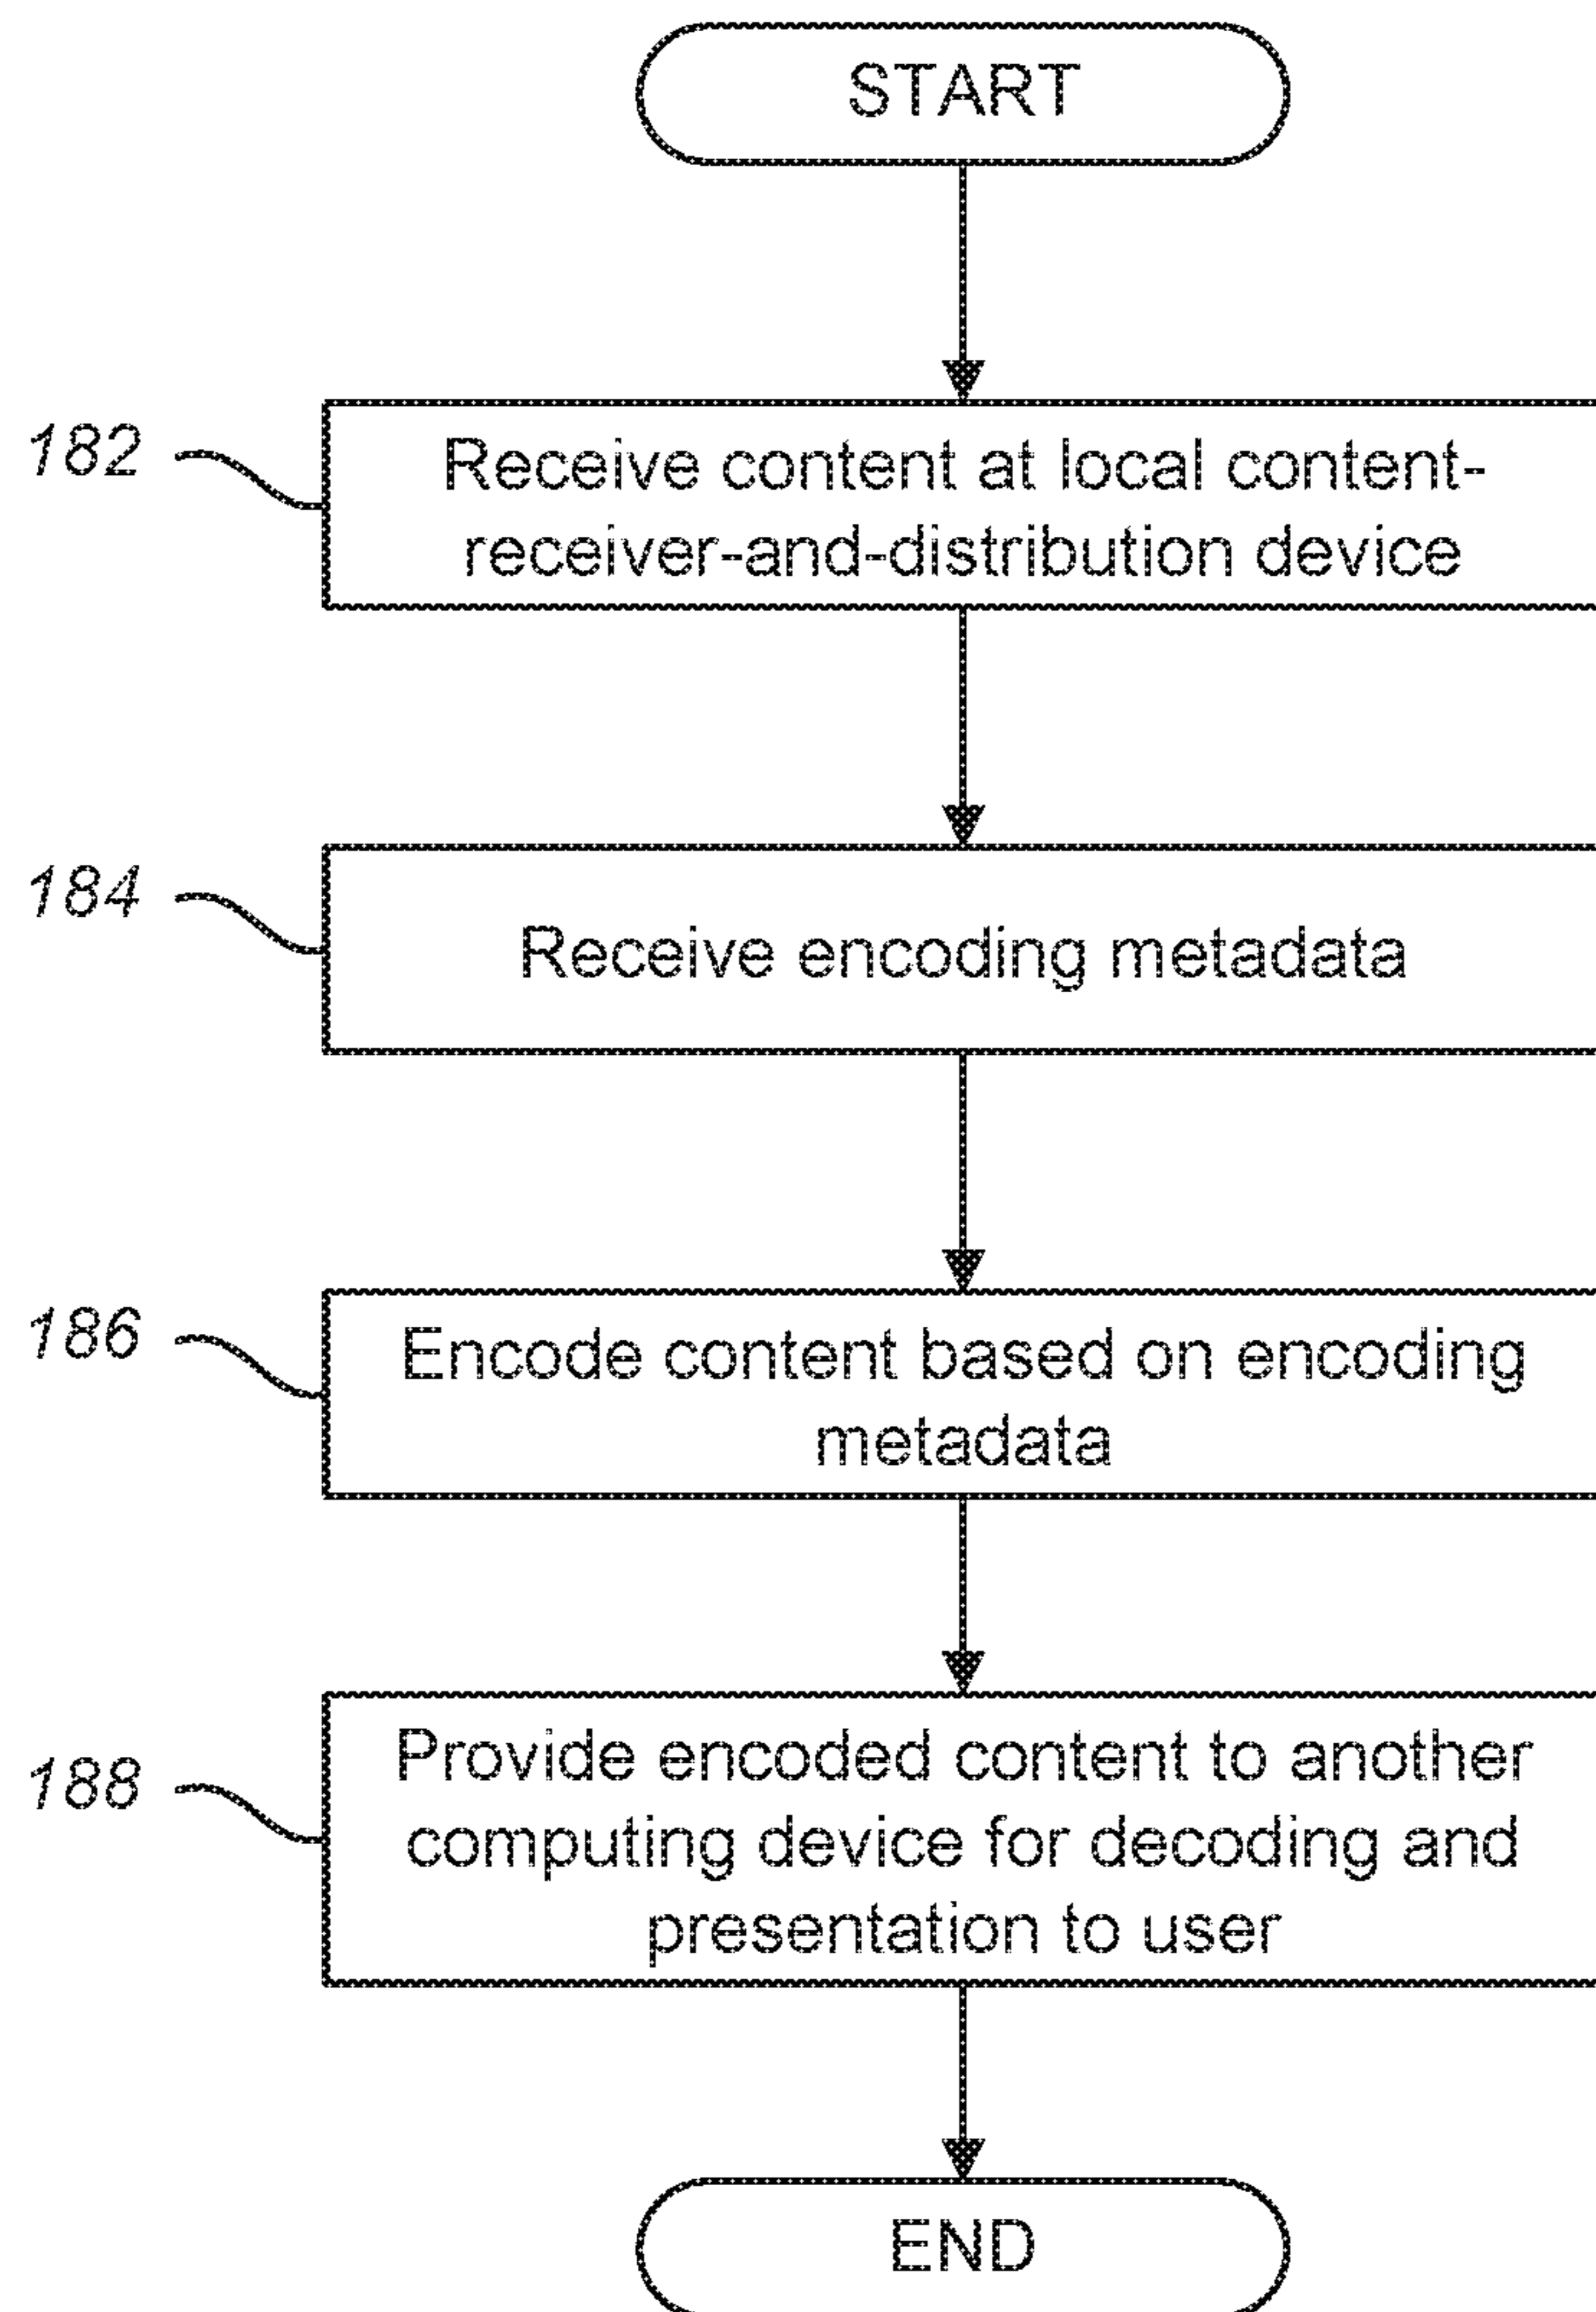 START
182
Receive content at local content-
receiver-and-distribution device
184
Receive encoding metadata
186
Encode content based on encoding
metadata
188
Provide encoded content to another
computing device for decoding and
presentation to user
END